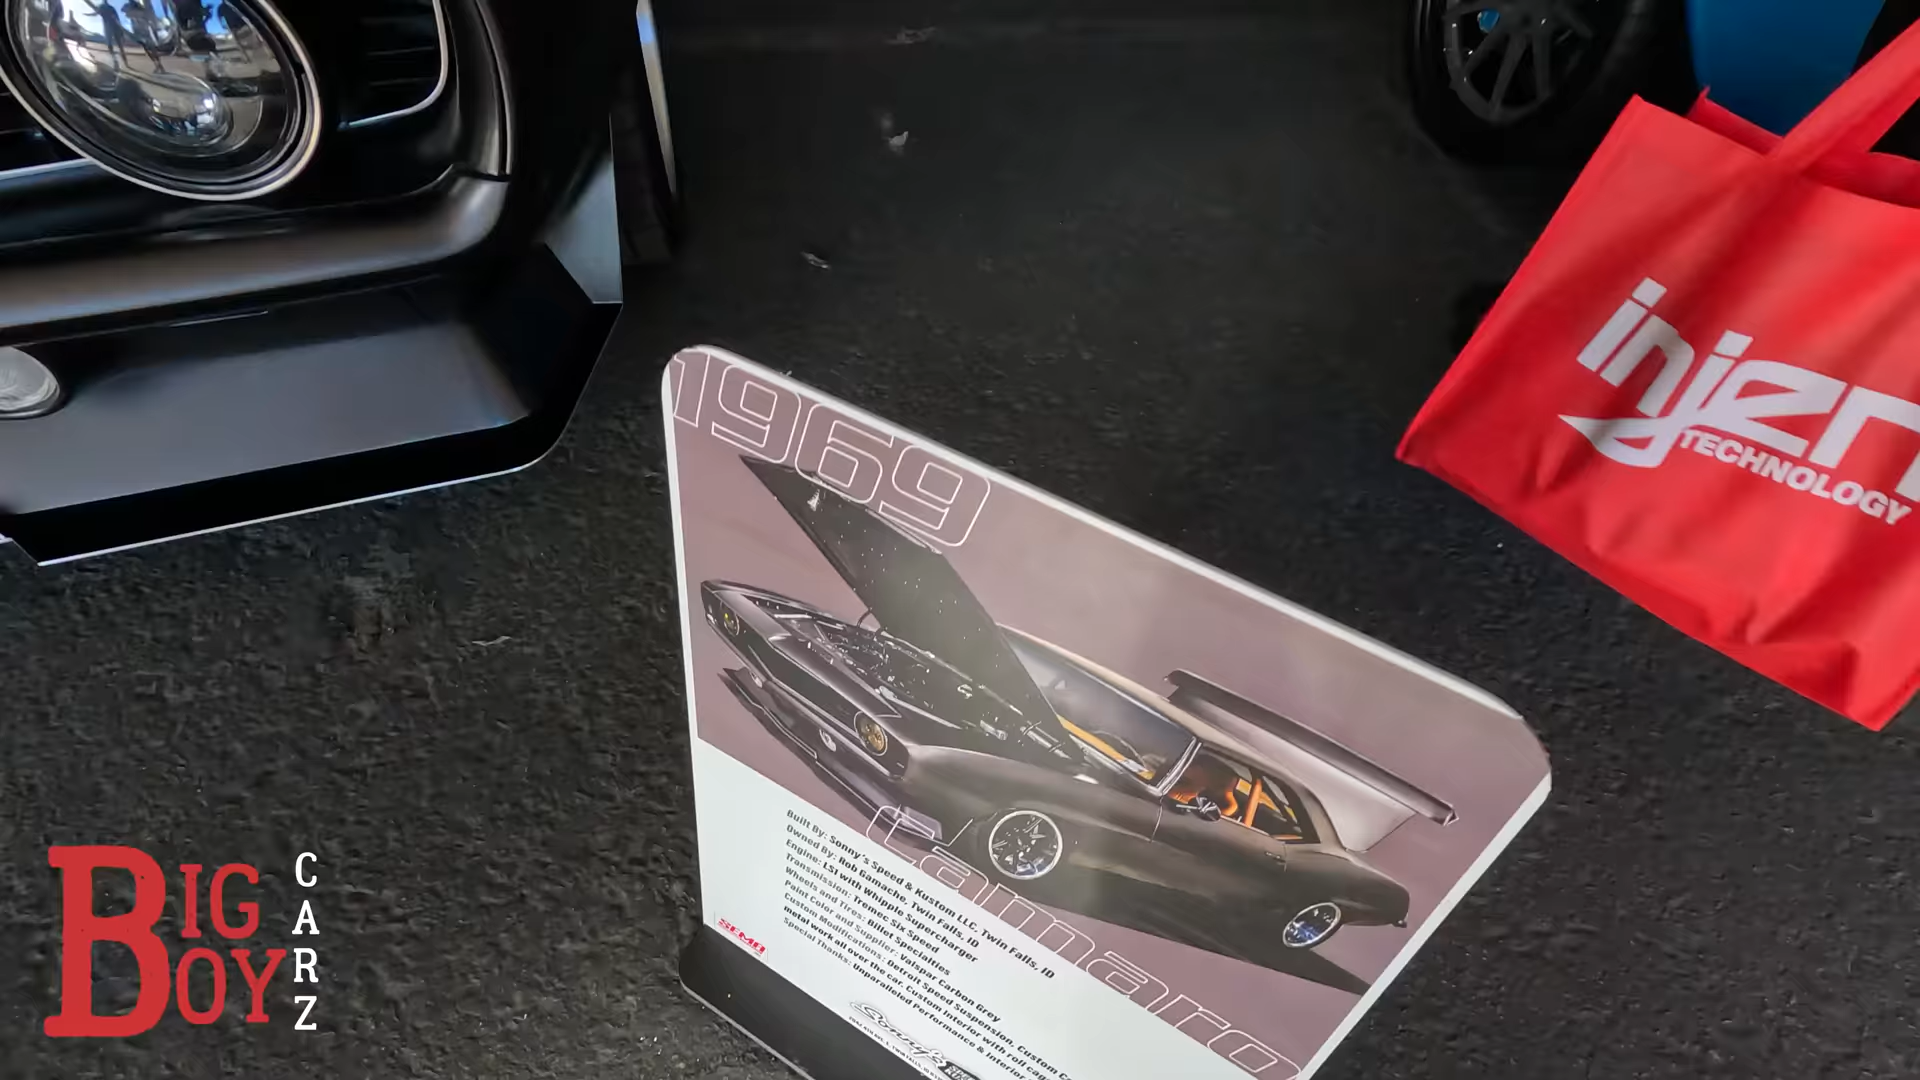 1969
Camaro
Built By: Sonny's Speed & Kustom LLC, Twin Falls, ID
Owned By: Rob Gamache, Twin Falls, ID
Engine: LS1 with Whipple Supercharger
Transmission: Tremec Six Speed
Wheels and Tires: Billet Specialties
Paint Color and Supplier: Valspar Carbon Grey
Custom Modifications: Detroit Speed Suspension, Custom
metal work all over the car. Custom interior with roll cage
Special Thanks: Unparalleled Performance & Interior
SEMA
Sonny's
injen
TECHNOLOGY
BIG
BOY
CARZ